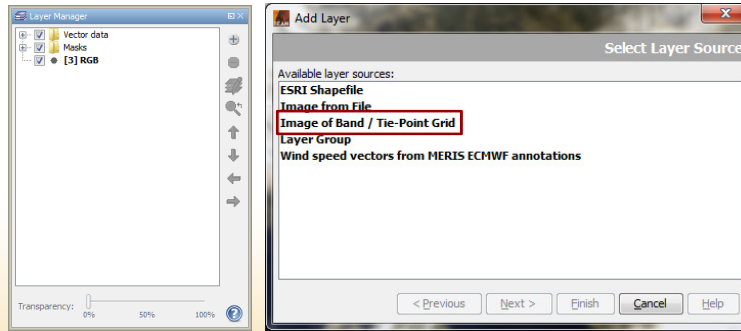 Layer Manager
Vector data
Masks
[3] RGB
Transparency:
0%
50%
100%
?
Add Layer
Select Layer Source
Available layer sources:
ESRI Shapefile
Image from File
Image of Band / Tie-Point Grid
Layer Group
Wind speed vectors from MERIS ECMWF annotations
< Previous
Next >
Finish
Cancel
Help